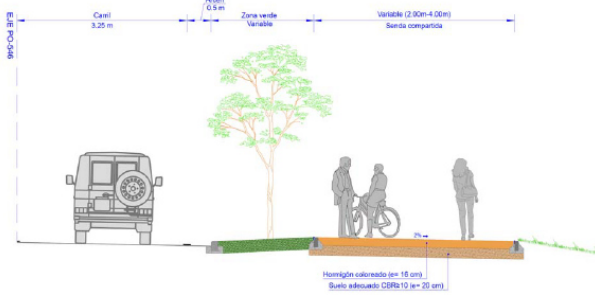 EJE PO-546
Carril
3.25 m
Arcén
0.5 m
Zona verde
Variable
Variable (2.00m-4.00m)
Senda compartida
2%
Hormigón coloreado (e= 16 cm)
Suelo adecuado CBR≥10 (e= 20 cm)